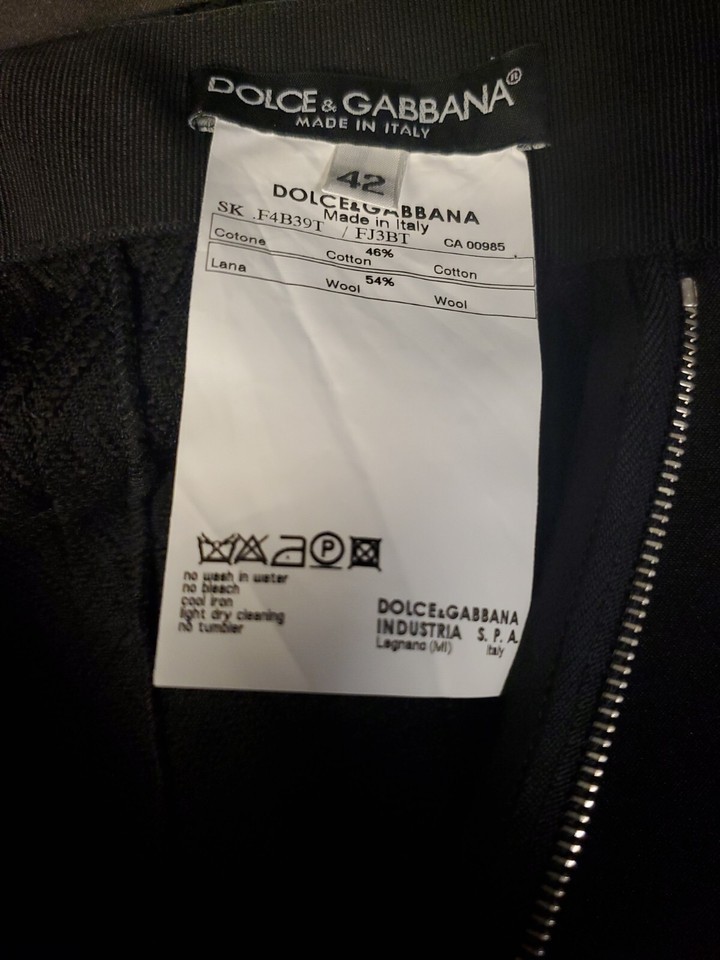 DOLCE & GABBANA®
MADE IN ITALY
42
DOLCE&GABBANA
Made in Italy
SK .F4B39T / FJ3BT CA 00985
Cotone 46% Cotton Cotton
Lana 54% Wool Wool
P
no wash in water
no bleach
cool iron
light dry cleaning
no tumbler
DOLCE&GABBANA
INDUSTRIA S. P. A.
Legnano (MI) Italy